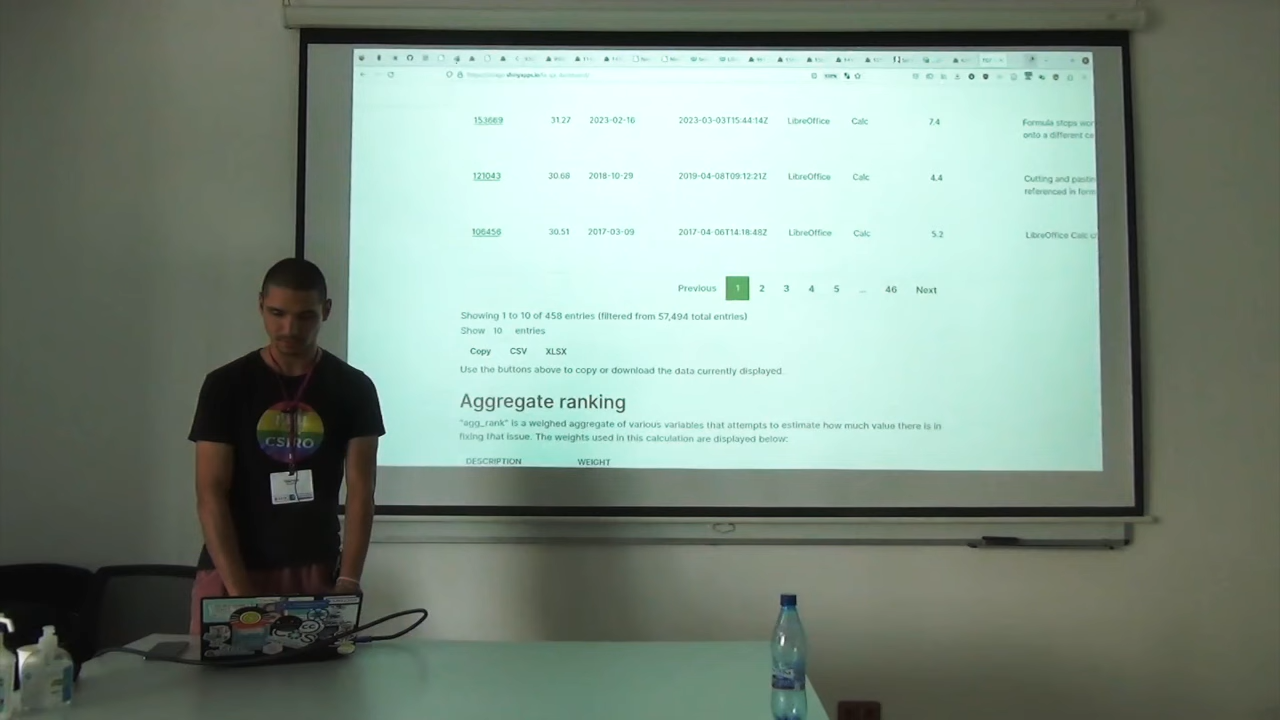 153669 31.27 2023-02-16 2023-03-03T15:44:14Z LibreOffice Calc 7.4 Formula stops wor
onto a different ca
121043 30.68 2018-10-29 2019-04-08T09:12:21Z LibreOffice Calc 4.4 Cutting and pastin
referenced in form
106456 30.51 2017-03-09 2017-04-06T14:18:48Z LibreOffice Calc 5.2 LibreOffice Calc
Previous 1 2 3 4 5 ... 46 Next
Showing 1 to 10 of 458 entries (filtered from 57,494 total entries)
Show 10 entries
Copy CSV XLSX
Use the buttons above to copy or download the data currently displayed.
Aggregate ranking
"agg_rank" is a weighed aggregate of various variables that attempts to estimate how much value there is in
fixing that issue. The weights used in this calculation are displayed below:
DESCRIPTION WEIGHT
CSIRO